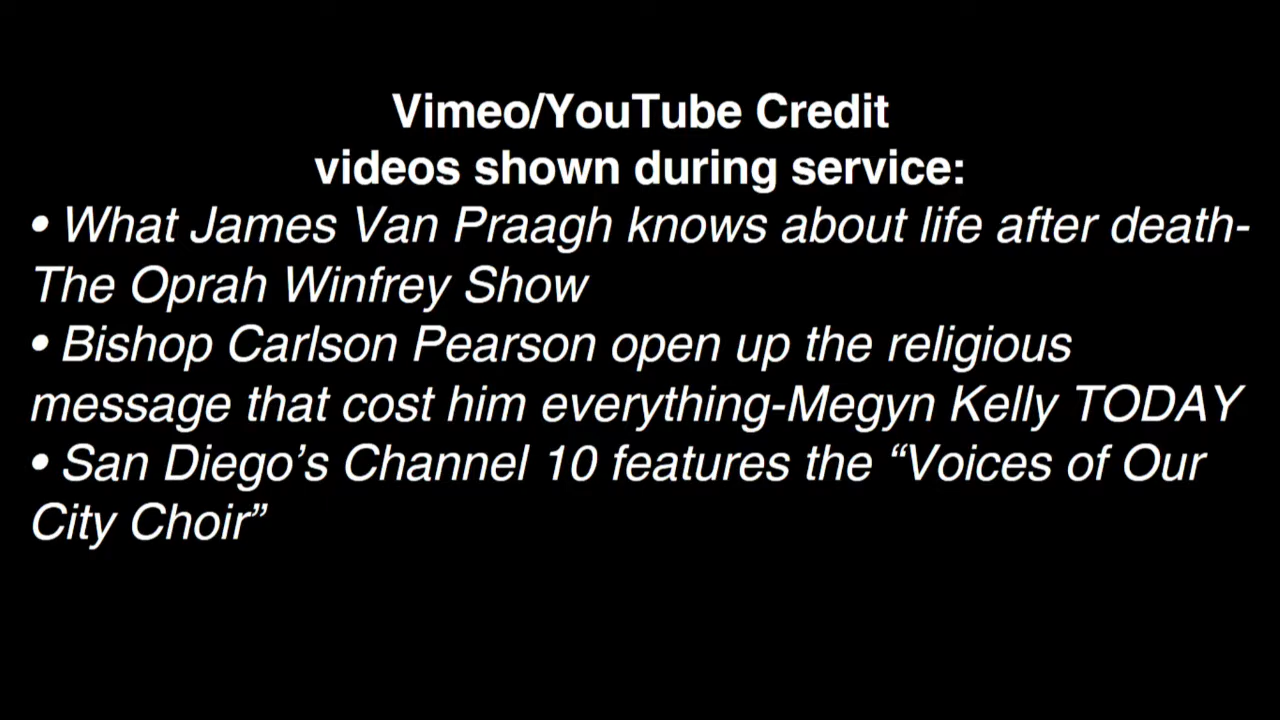 Vimeo/YouTube Credit
videos shown during service:
• What James Van Praagh knows about life after death-
The Oprah Winfrey Show
• Bishop Carlson Pearson open up the religious
message that cost him everything-Megyn Kelly TODAY
• San Diego’s Channel 10 features the “Voices of Our
City Choir”